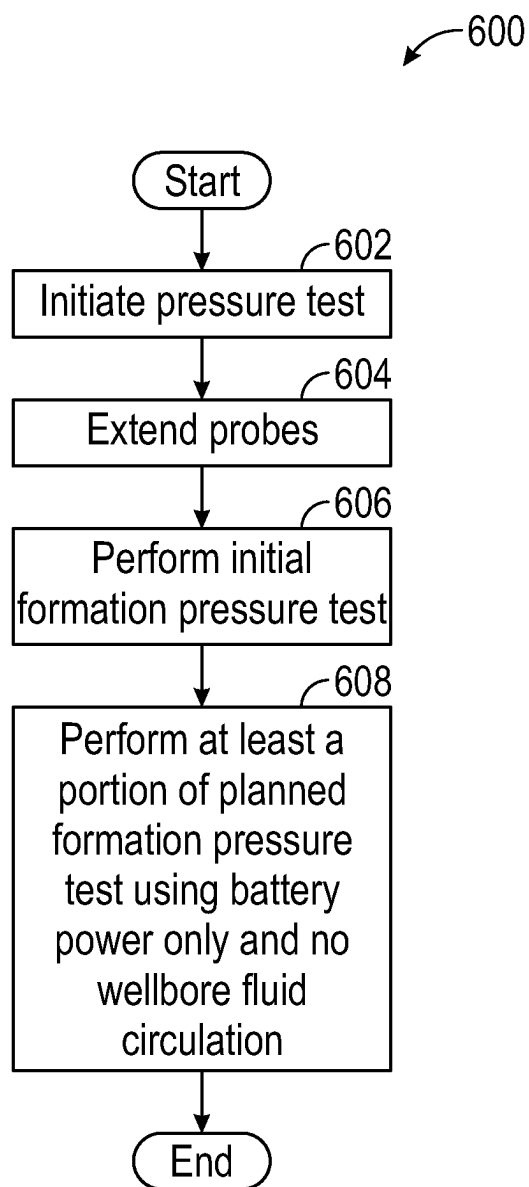 600
Start
602
Initiate pressure test
604
Extend probes
606
Perform initial
formation pressure test
608
Perform at least a
portion of planned
formation pressure
test using battery
power only and no
wellbore fluid
circulation
End